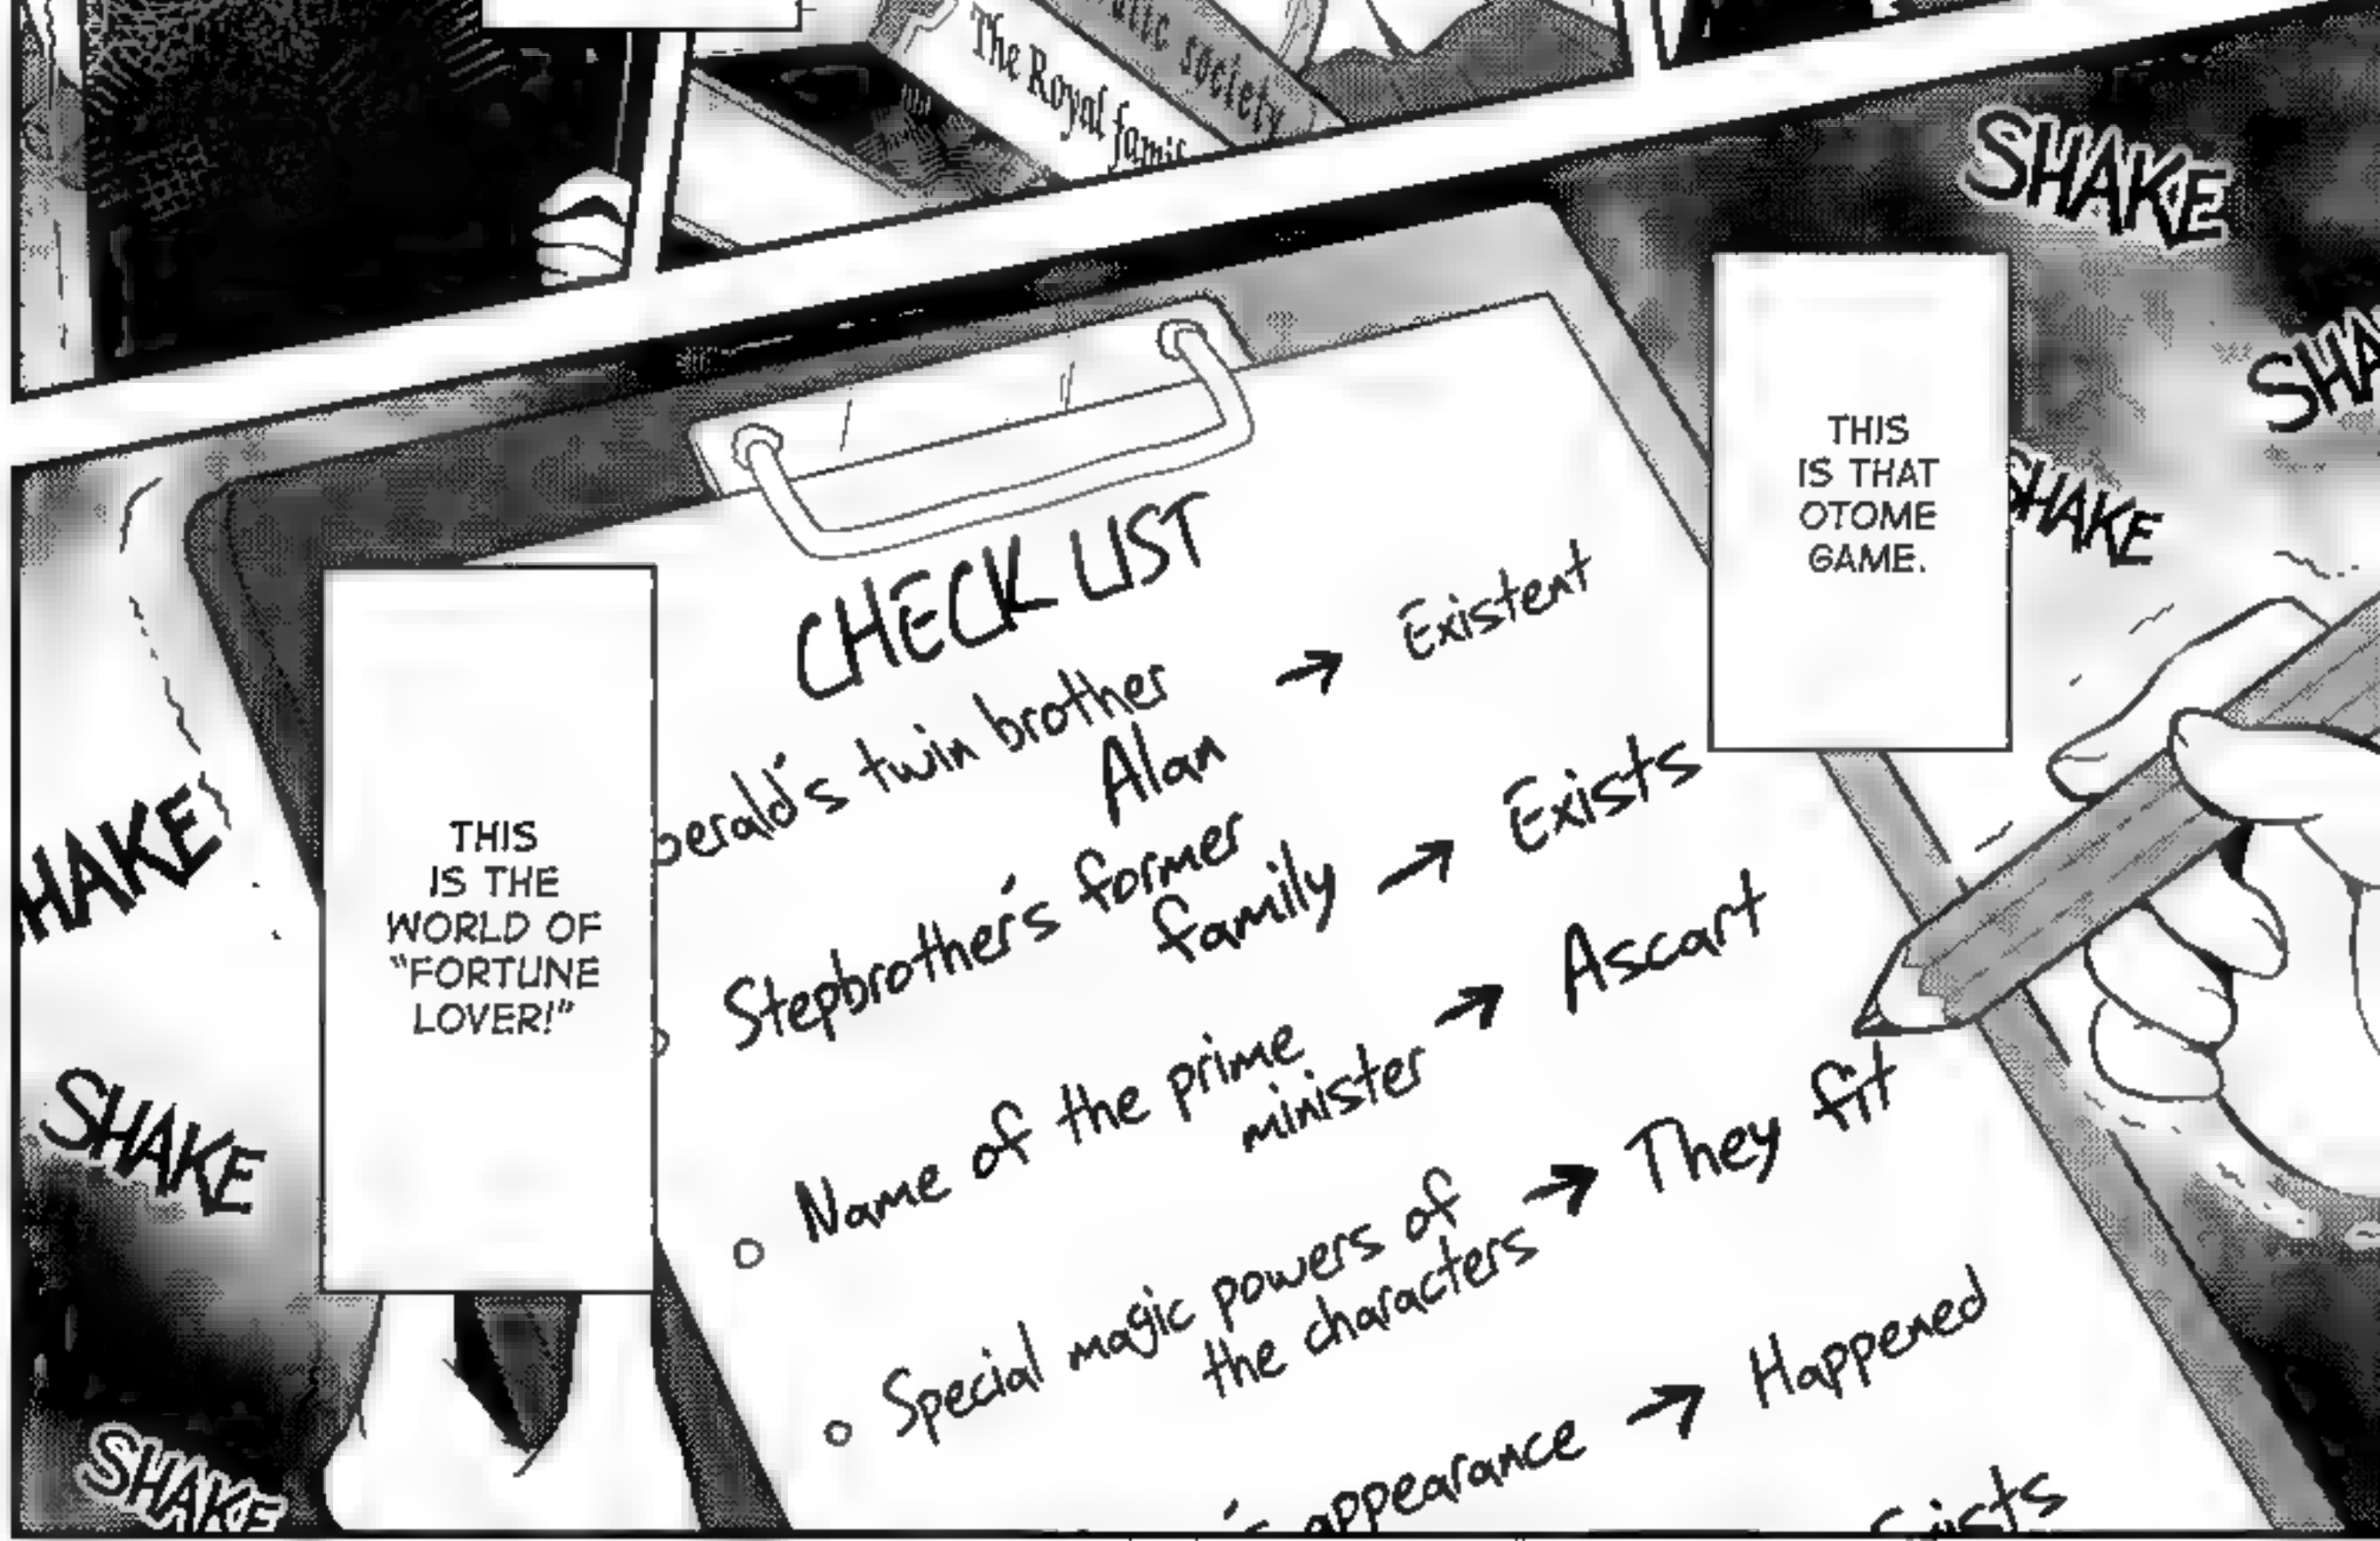 The Royal
society
SHAKE
SHAKE
THIS
IS THAT
OTOME
GAME.
CHECK LIST
twin brother
Alan
→ Existent
Stepbrother's former
family → Exists
Name of the prime
minister → Ascart
Special magic powers of
the characters → They fit
appearance → Happened
THIS
IS THE
WORLD OF
"FORTUNE
LOVER!"
SHAKE
SHAKE